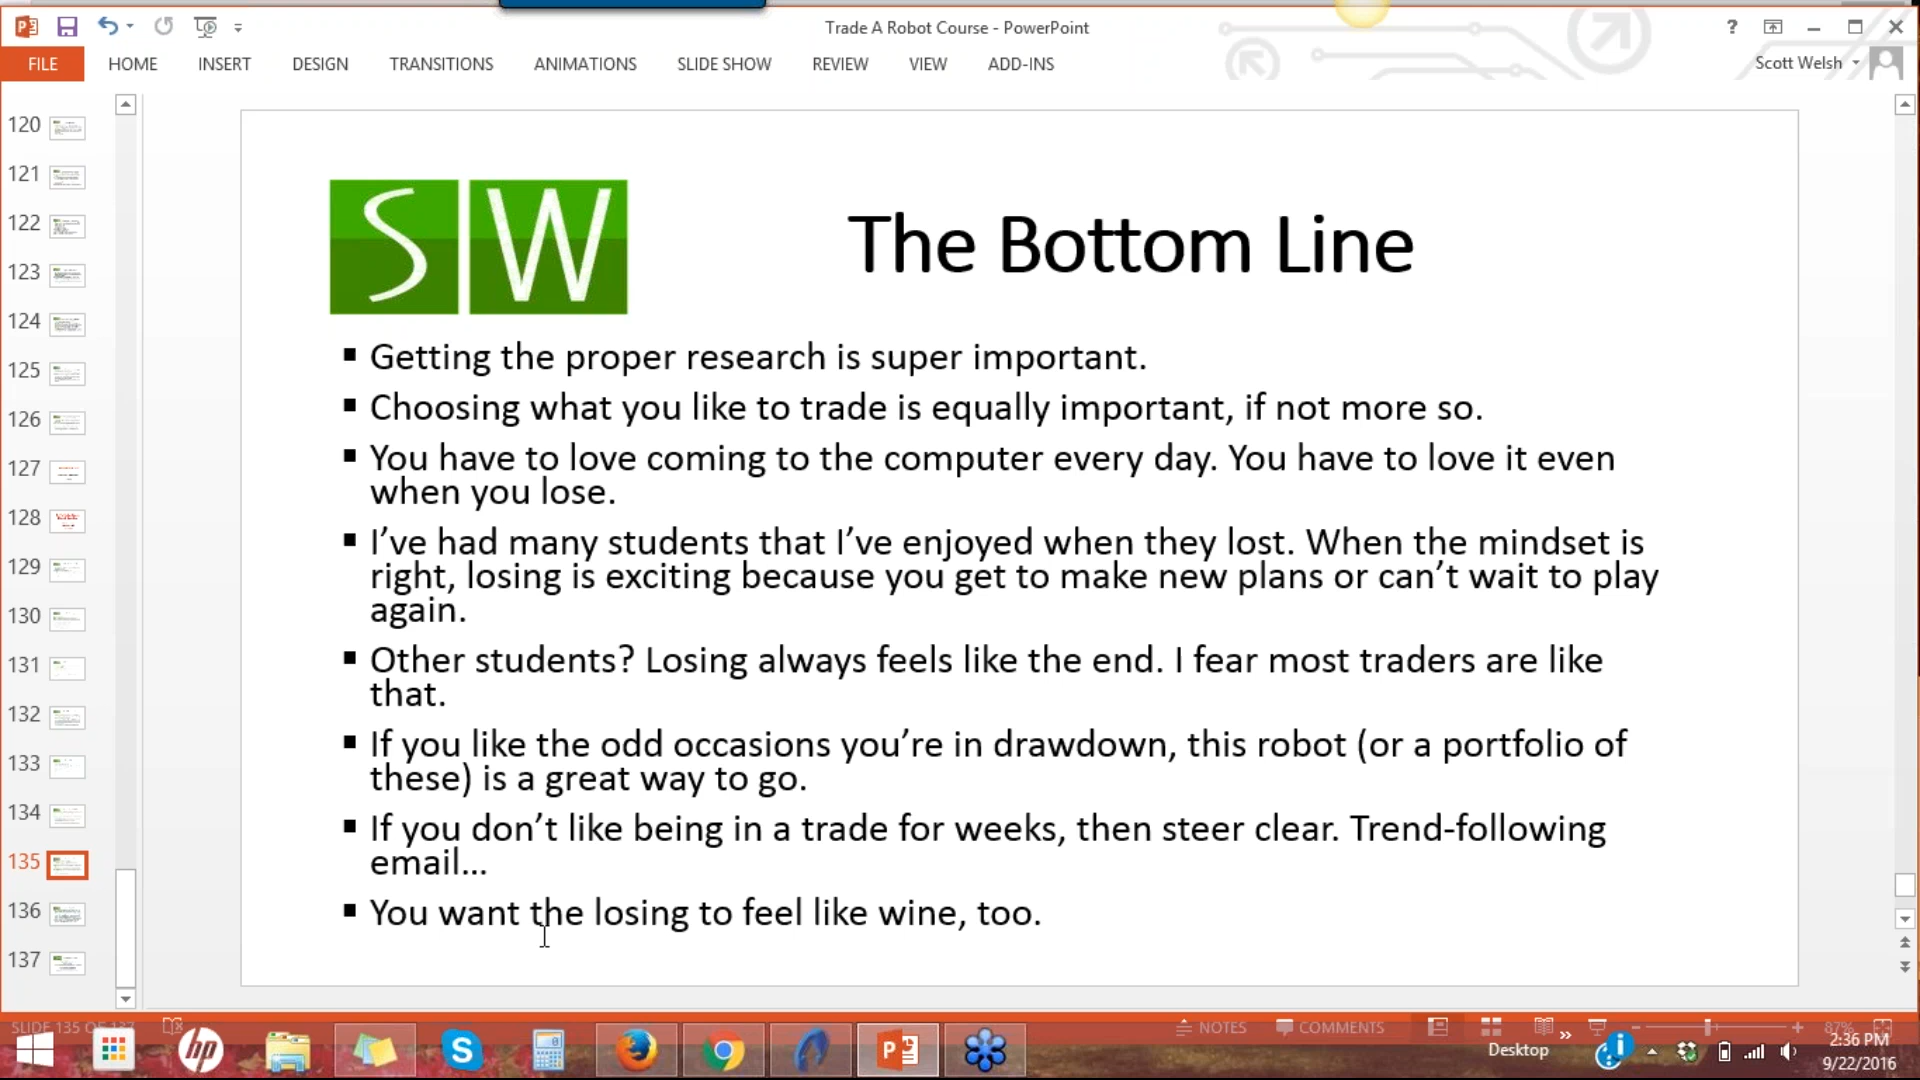 Trade A Robot Course - PowerPoint
?
FILE HOME INSERT DESIGN TRANSITIONS ANIMATIONS SLIDE SHOW REVIEW VIEW ADD-INS
Scott Welsh
120
121
122
123
124
125
126
127
128
129
130
131
132
133
134
135
136
137
SW
The Bottom Line
▪ Getting the proper research is super important.
▪ Choosing what you like to trade is equally important, if not more so.
▪ You have to love coming to the computer every day. You have to love it even
when you lose.
▪ I’ve had many students that I’ve enjoyed when they lost. When the mindset is
right, losing is exciting because you get to make new plans or can’t wait to play
again.
▪ Other students? Losing always feels like the end. I fear most traders are like
that.
▪ If you like the odd occasions you’re in drawdown, this robot (or a portfolio of
these) is a great way to go.
▪ If you don’t like being in a trade for weeks, then steer clear. Trend-following
email…
▪ You want the losing to feel like wine, too.
SLIDE 135 OF 137
NOTES COMMENTS
87%
hp
Desktop
2:36 PM
9/22/2016